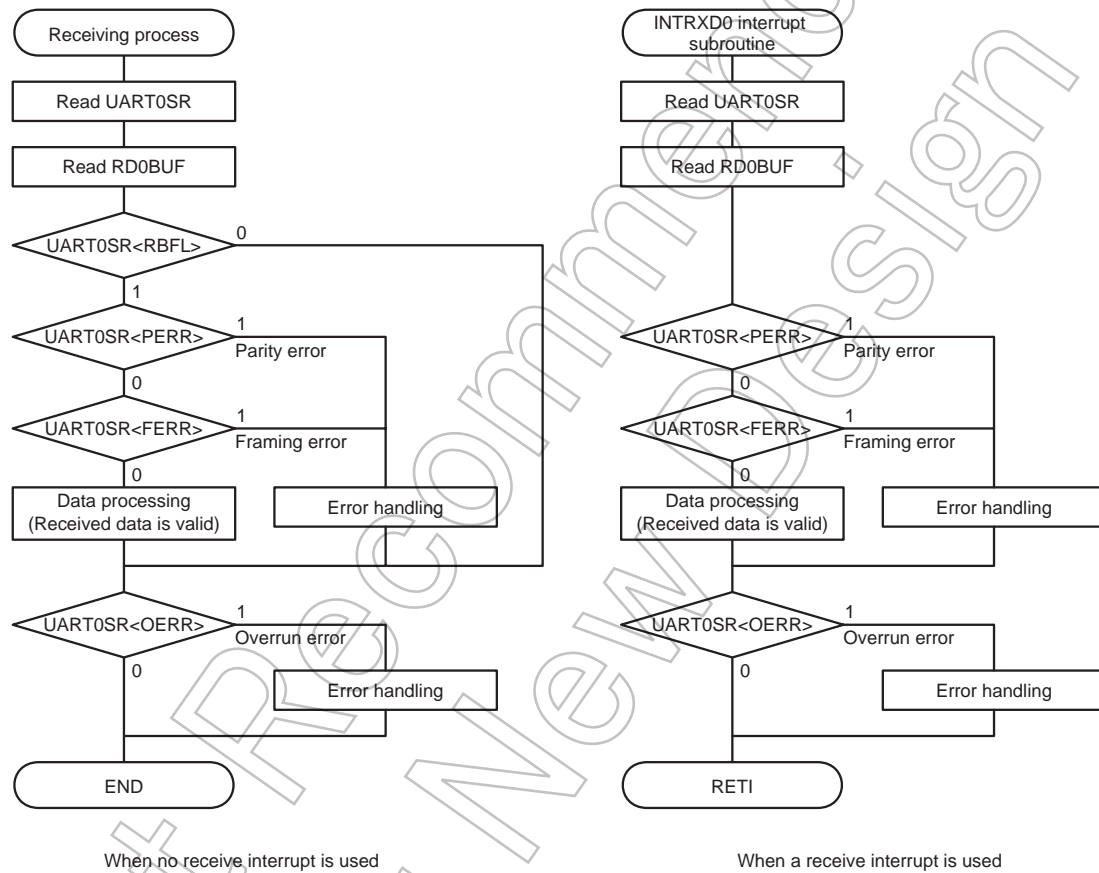 Receiving process
Read UART0SR
Read RD0BUF
UART0SR<RBFL>
0
1
UART0SR<PERR>
1
Parity error
0
UART0SR<FERR>
1
Framing error
0
Data processing
(Received data is valid)
Error handling
UART0SR<OERR>
1
Overrun error
0
Error handling
END
When no receive interrupt is used
INTRXD0 interrupt
subroutine
Read UART0SR
Read RD0BUF
UART0SR<PERR>
1
Parity error
0
UART0SR<FERR>
1
Framing error
0
Data processing
(Received data is valid)
Error handling
UART0SR<OERR>
1
Overrun error
0
Error handling
RETI
When a receive interrupt is used
Recommen
New Design